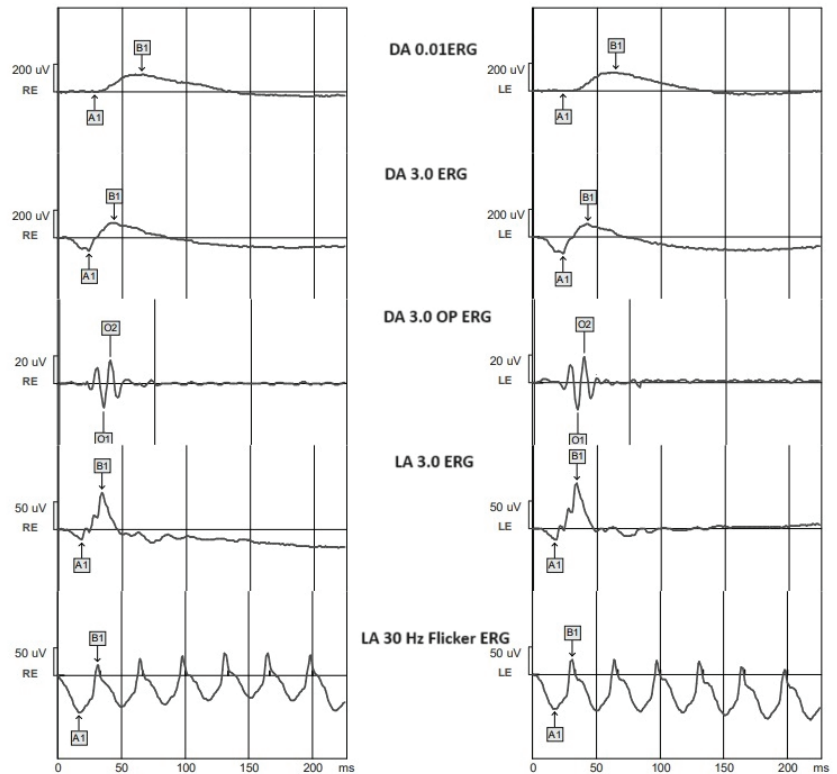 DA 0.01ERG
B1
200 uV
RE
A1
B1
200 uV
LE
A1
DA 3.0 ERG
B1
200 uV
RE
A1
B1
200 uV
LE
A1
DA 3.0 OP ERG
O2
20 uV
RE
O1
O2
20 uV
LE
O1
LA 3.0 ERG
B1
50 uV
RE
A1
B1
50 uV
LE
A1
LA 30 Hz Flicker ERG
B1
50 uV
RE
A1
B1
50 uV
LE
A1
0 50 100 150 200 ms
0 50 100 150 200 ms